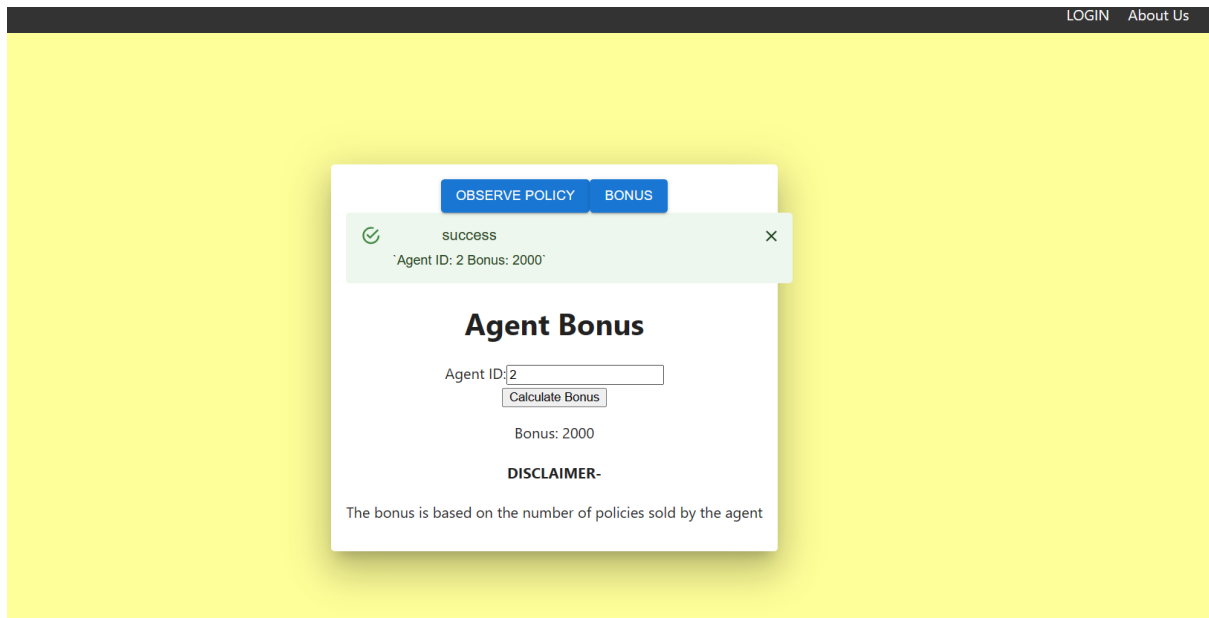 LOGIN About Us
OBSERVE POLICY BONUS
success
`Agent ID: 2 Bonus: 2000`
Agent Bonus
Agent ID: 2
Calculate Bonus
Bonus: 2000
DISCLAIMER-
The bonus is based on the number of policies sold by the agent